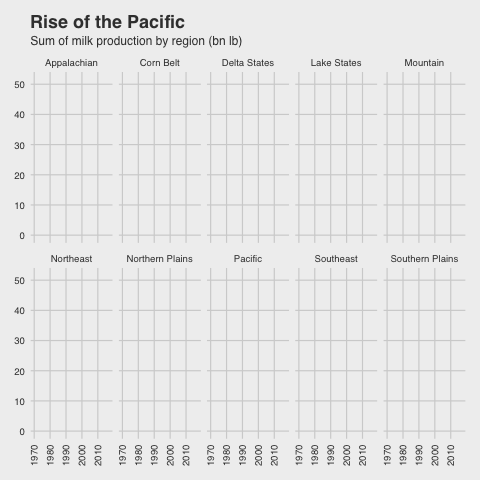 Rise of the Pacific
Sum of milk production by region (bn lb)
Appalachian Corn Belt Delta States Lake States Mountain
50
40
30
20
10
0
Northeast Northern Plains Pacific Southeast Southern Plains
50
40
30
20
10
0
1970 1980 1990 2000 2010 1970 1980 1990 2000 2010 1970 1980 1990 2000 2010 1970 1980 1990 2000 2010 1970 1980 1990 2000 2010